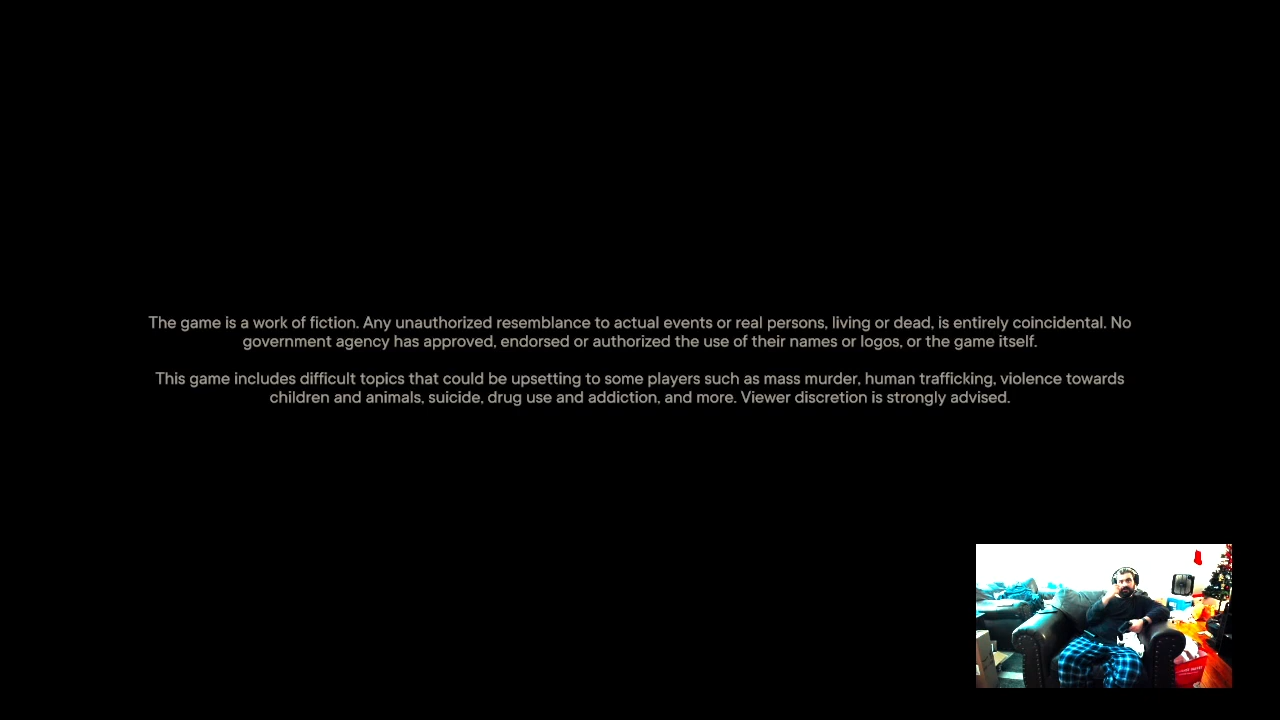 The game is a work of fiction. Any unauthorized resemblance to actual events or real persons, living or dead, is entirely coincidental. No
government agency has approved, endorsed or authorized the use of their names or logos, or the game itself.
This game includes difficult topics that could be upsetting to some players such as mass murder, human trafficking, violence towards
children and animals, suicide, drug use and addiction, and more. Viewer discretion is strongly advised.